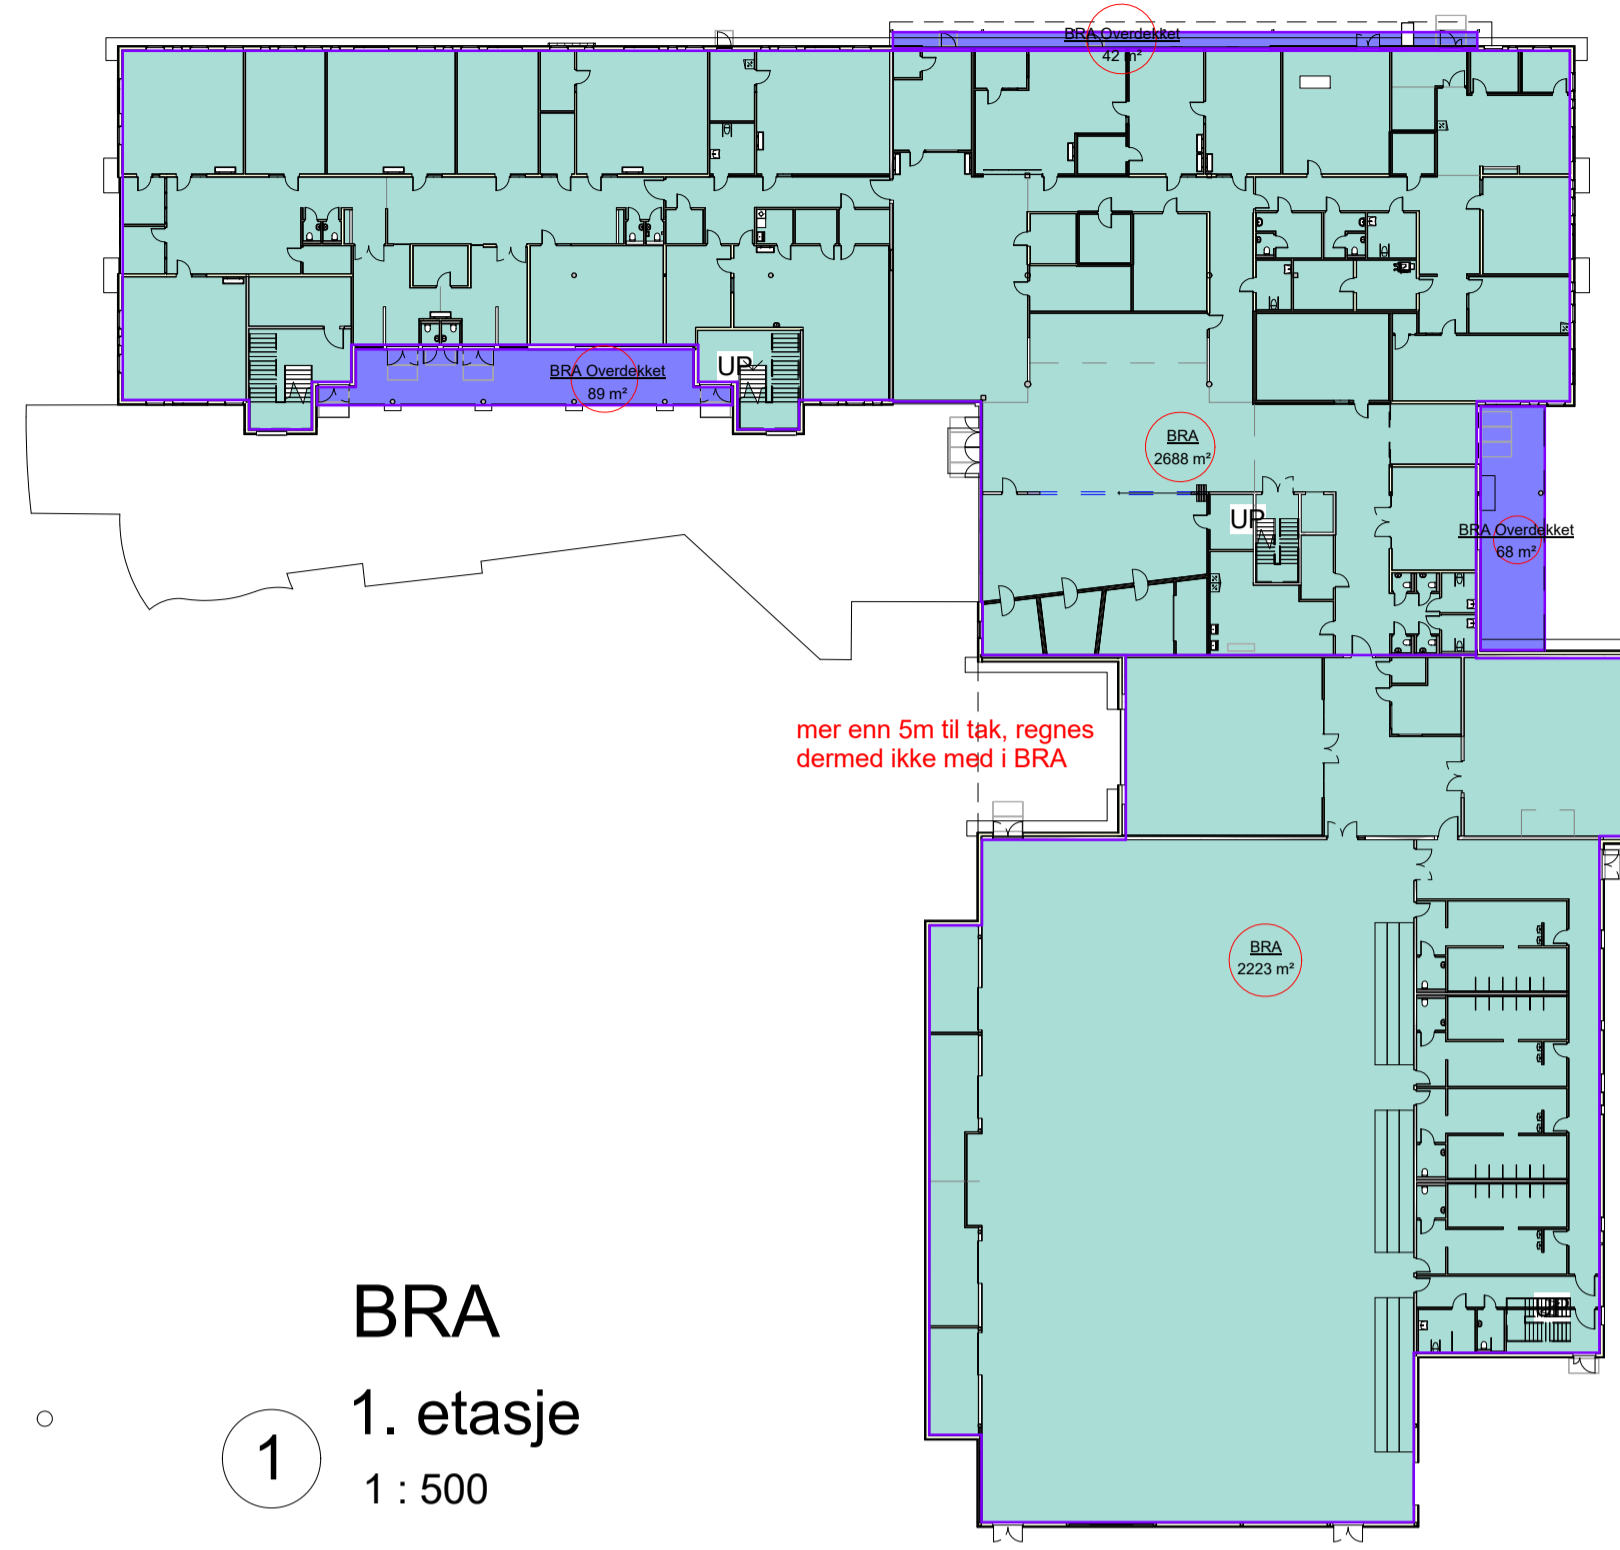 BRA Overdekket
42 m²
UP
BRA Overdekket
89 m²
BRA
2688 m²
UP
BRA Overdekket
68 m²
mer enn 5m til tak, regnes
dermed ikke med i BRA
BRA
2223 m²
UP
BRA
1. etasje
1
1 : 500